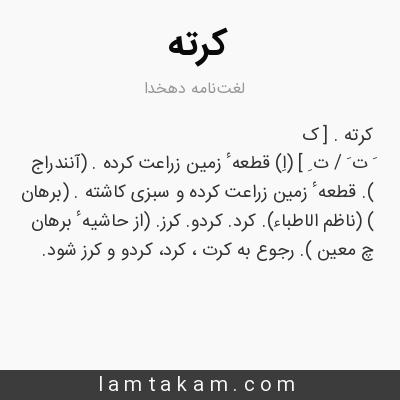 کرته
لغت‌نامه دهخدا
کرته . [ ک
َ ت َ / ت ِ ] (اِ) قطعه ٔ زمین زراعت کرده . (آنندراج
). قطعه ٔ زمین زراعت کرده و سبزی کاشته . (برهان
) (ناظم الاطباء). کرد. کردو. کرز. (از حاشیه ٔ برهان
چ معین ). رجوع به کرت ، کرد، کردو و کرز شود.
lamtakam.com